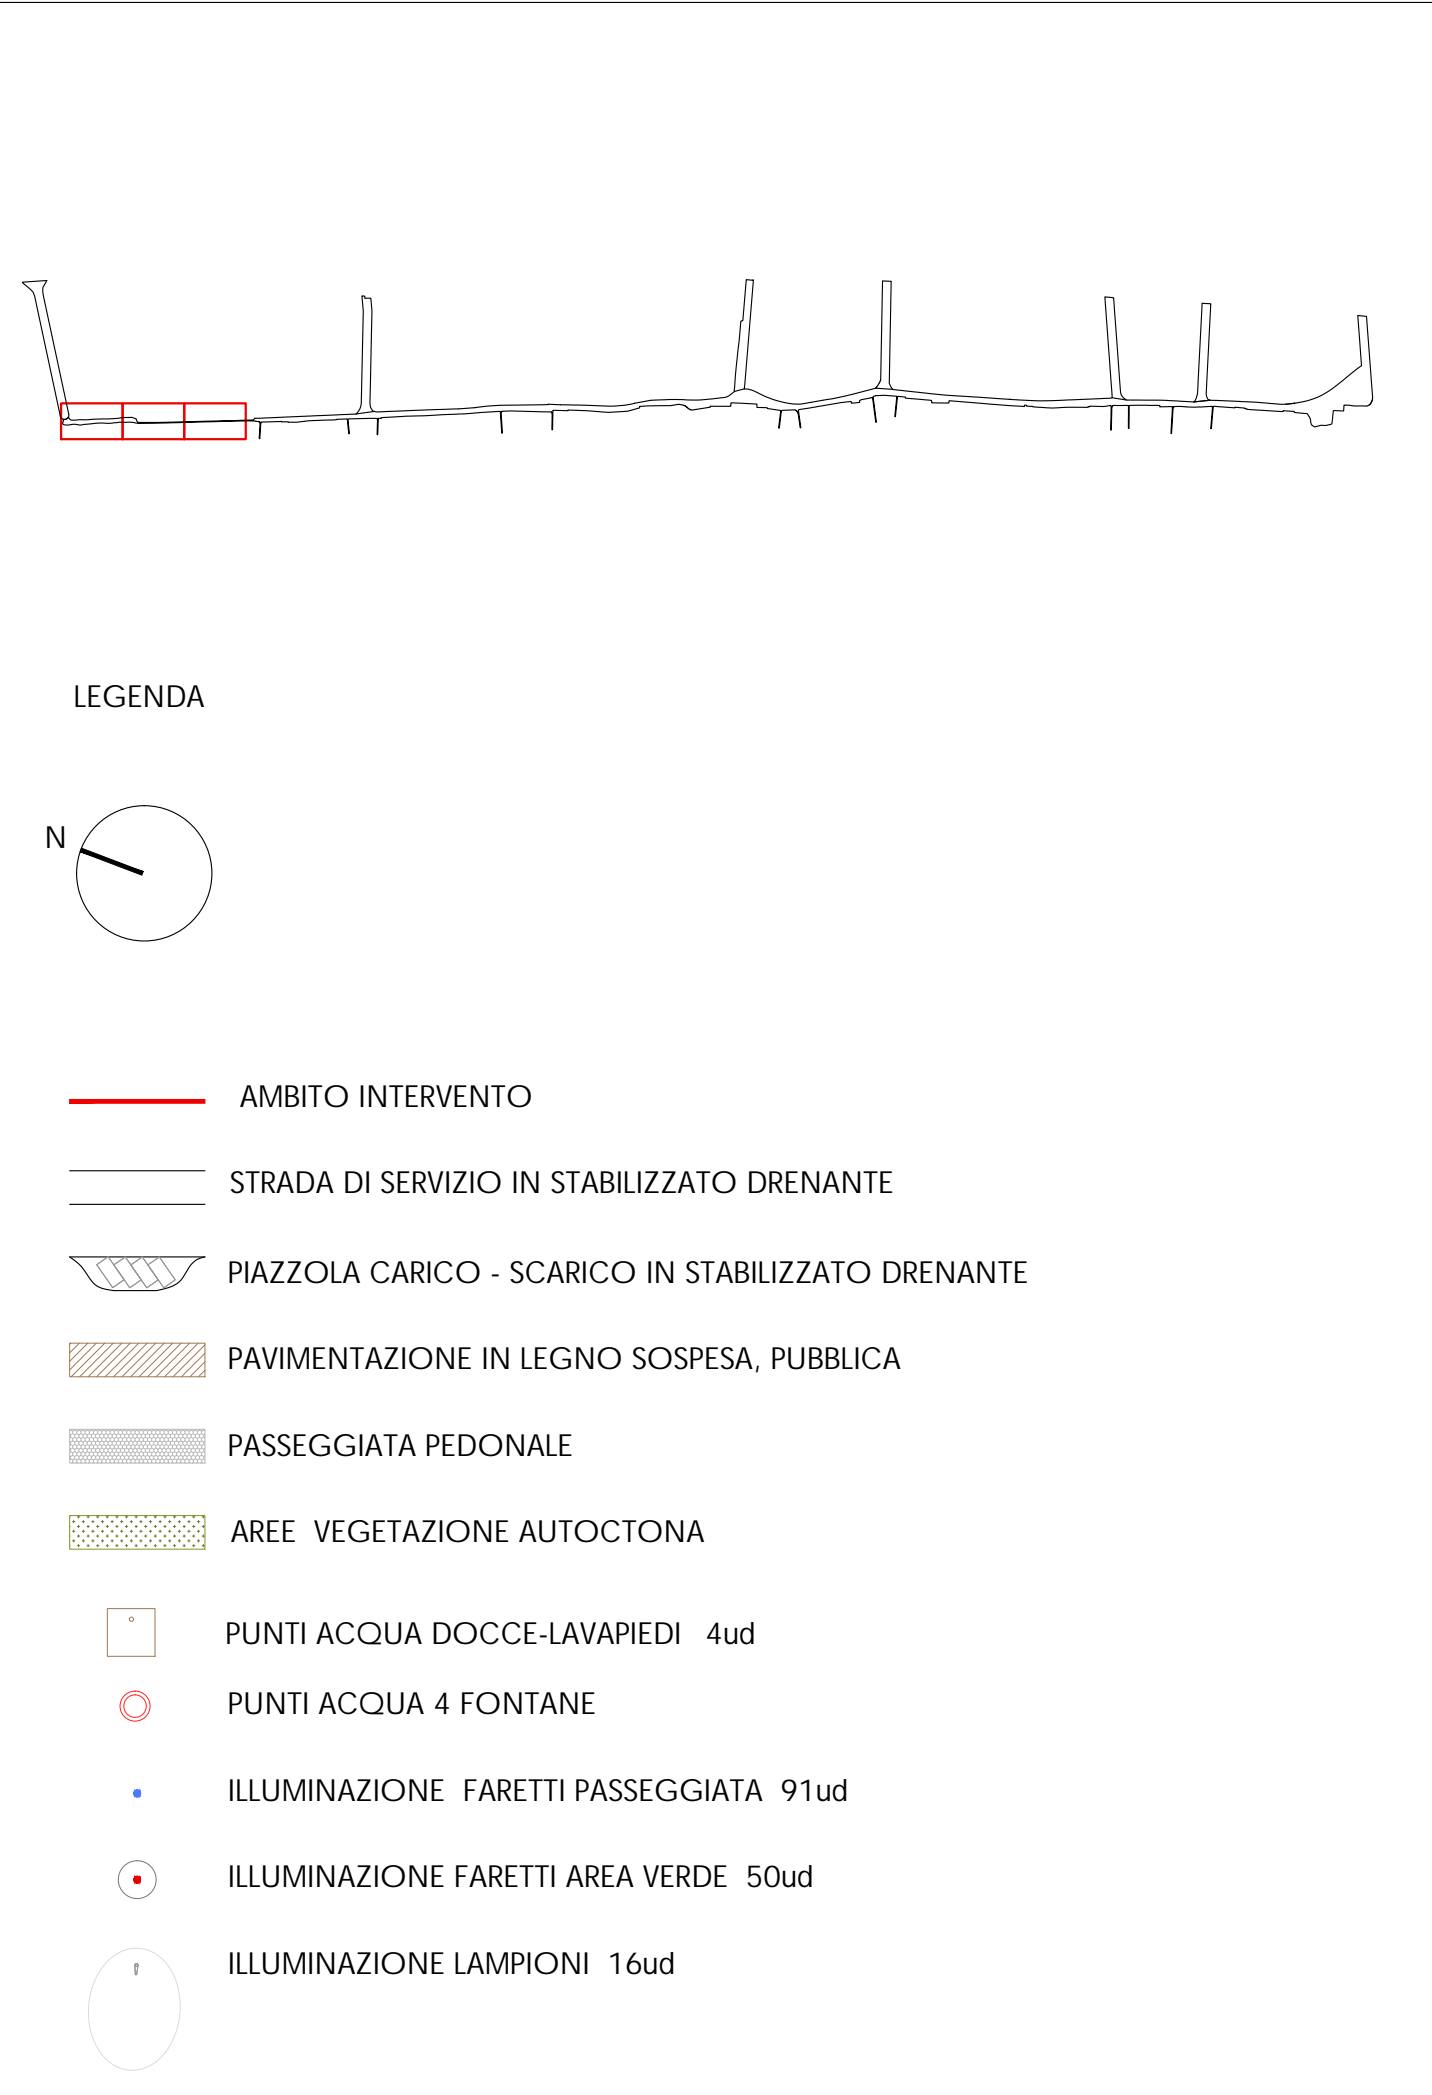 LEGENDA
N
AMBITO INTERVENTO
STRADA DI SERVIZIO IN STABILIZZATO DRENANTE
PIAZZOLA CARICO - SCARICO IN STABILIZZATO DRENANTE
PAVIMENTAZIONE IN LEGNO SOSPESA, PUBBLICA
PASSEGGIATA PEDONALE
AREE  VEGETAZIONE AUTOCTONA
PUNTI ACQUA DOCCE-LAVAPIEDI   4ud
PUNTI ACQUA 4 FONTANE
ILLUMINAZIONE  FARETTI PASSEGGIATA  91ud
ILLUMINAZIONE FARETTI AREA VERDE  50ud
ILLUMINAZIONE LAMPIONI  16ud